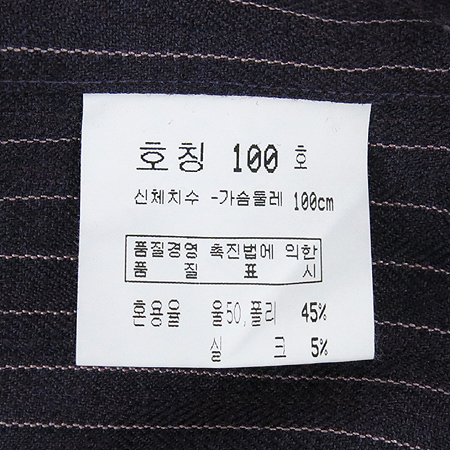 호칭 100 호
신체치수 -가슴둘레 100cm
품질경영 촉진법에 의한
품 질 표 시
혼용율 울50,폴리 45%
실 크 5%